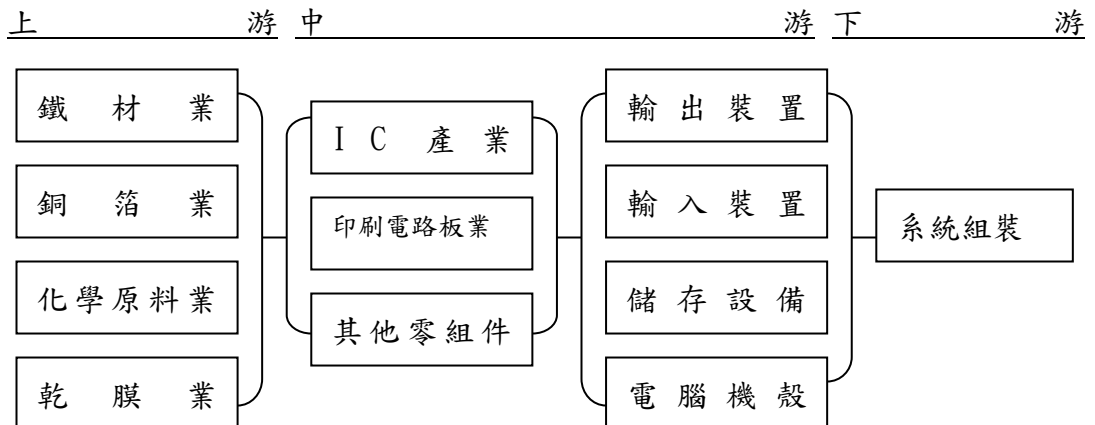 上游 中游 下游
鐵材業
銅箔業
化學原料業
乾膜業
IC產業
印刷電路板業
其他零組件
輸出裝置
輸入裝置
儲存設備
電腦機殼
系統組裝